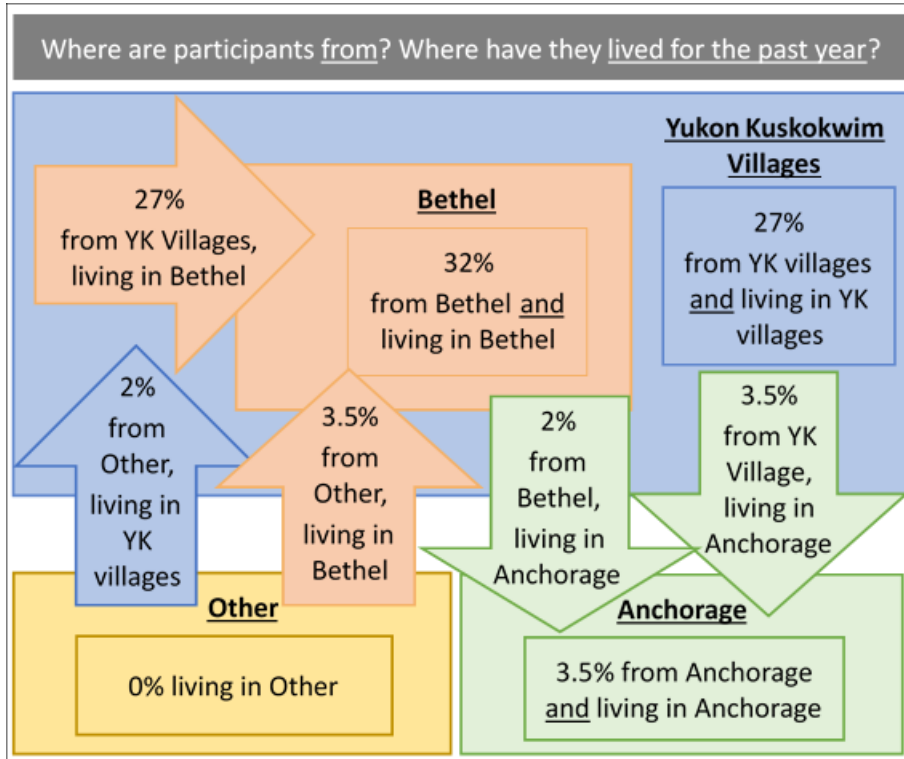 Where are participants from? Where have they lived for the past year?
Yukon Kuskokwim
Villages
27%
from YK Villages,
living in Bethel
Bethel
32%
from Bethel and
living in Bethel
27%
from YK villages
and living in YK
villages
2%
from
Other,
living in
YK
villages
3.5%
from
Other,
living in
Bethel
2%
from
Bethel,
living in
Anchorage
3.5%
from YK
Village,
living in
Anchorage
Other
0% living in Other
Anchorage
3.5% from Anchorage
and living in Anchorage